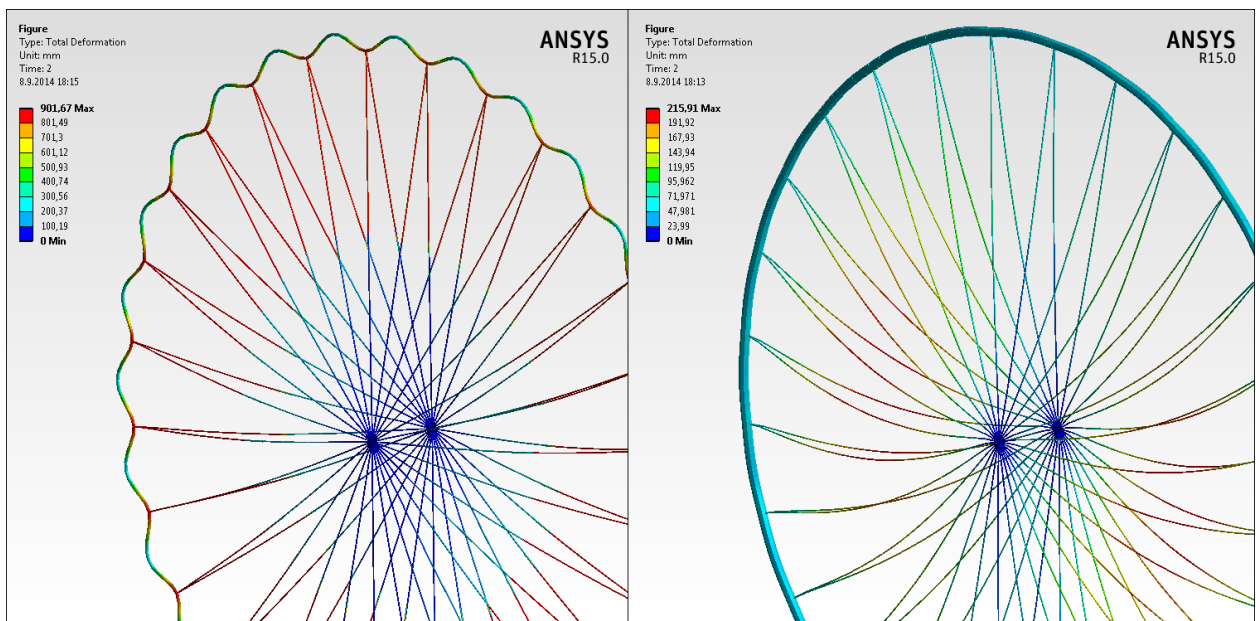 Figure
Type: Total Deformation
Unit: mm
Time: 2
8.9.2014 18:15
ANSYS
R15.0
901,67 Max
801,49
701,3
601,12
500,93
400,74
300,56
200,37
100,19
0 Min
Figure
Type: Total Deformation
Unit: mm
Time: 2
8.9.2014 18:13
ANSYS
R15.0
215,91 Max
191,92
167,93
143,94
119,95
95,962
71,971
47,981
23,99
0 Min